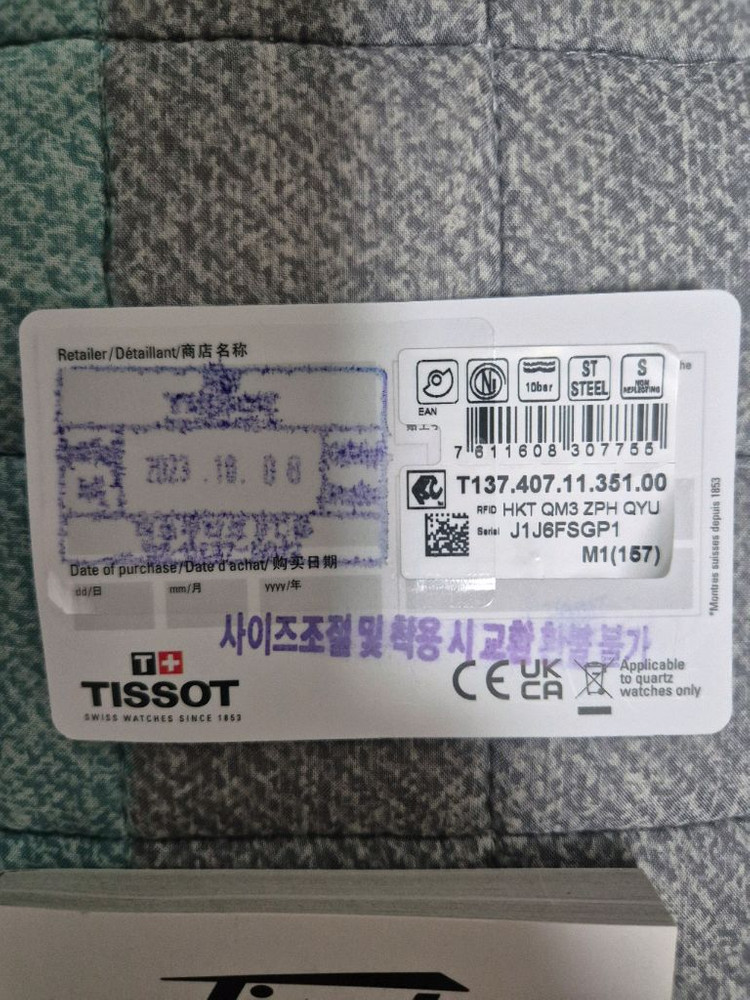 Retailer/Détaillant/商店名称
2023.10.08
Date of purchase/Date d'achat/购买日期
dd/日
mm/月
yyyy/年
EAN
N
10bar
ST
STEEL
S
NON
REFLECTING
7 611608 307755
T137.407.11.351.00
RFID HKT QM3 ZPH QYU
Serial J1J6FSGP1
M1(157)
*Montres suisses depuis 1853
사이즈조절 및 착용 시 교환 환불 불가
T+
TISSOT
SWISS WATCHES SINCE 1853
CE UK
CA
Applicable
to quartz
watches only